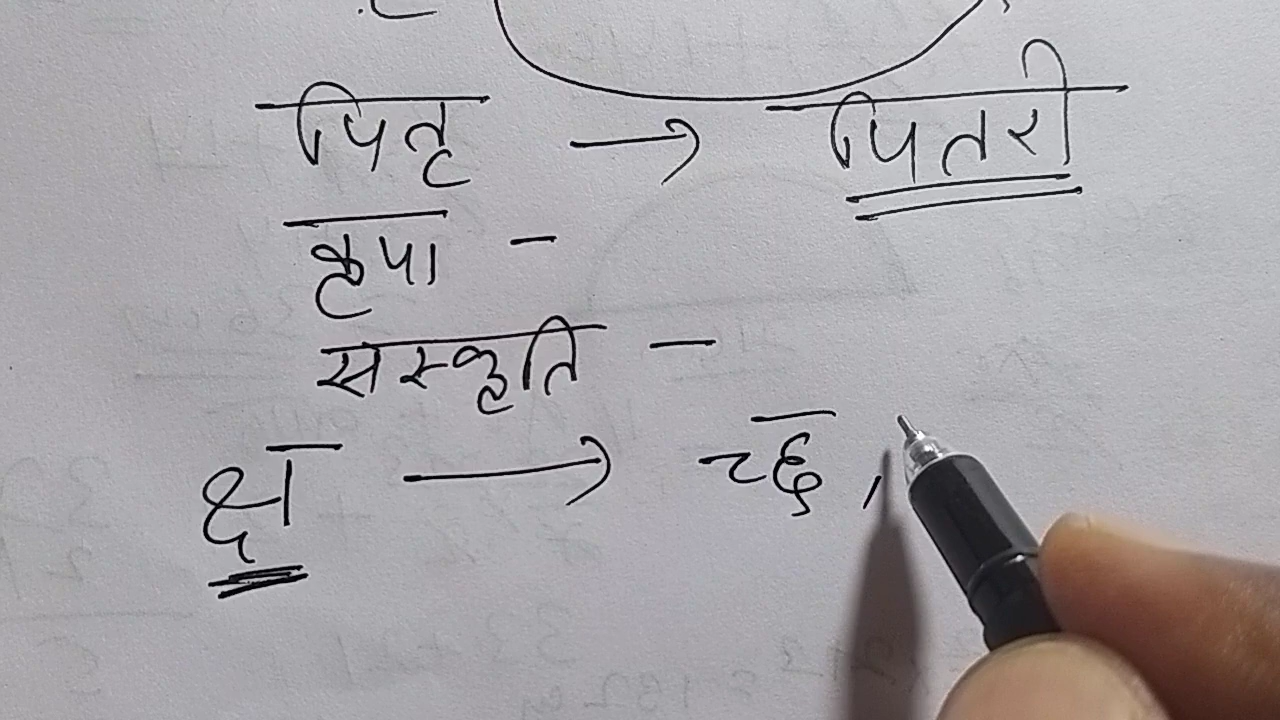 पितृ → पितरी
कृपा -
संस्कृति -
क्ष → च्छ,